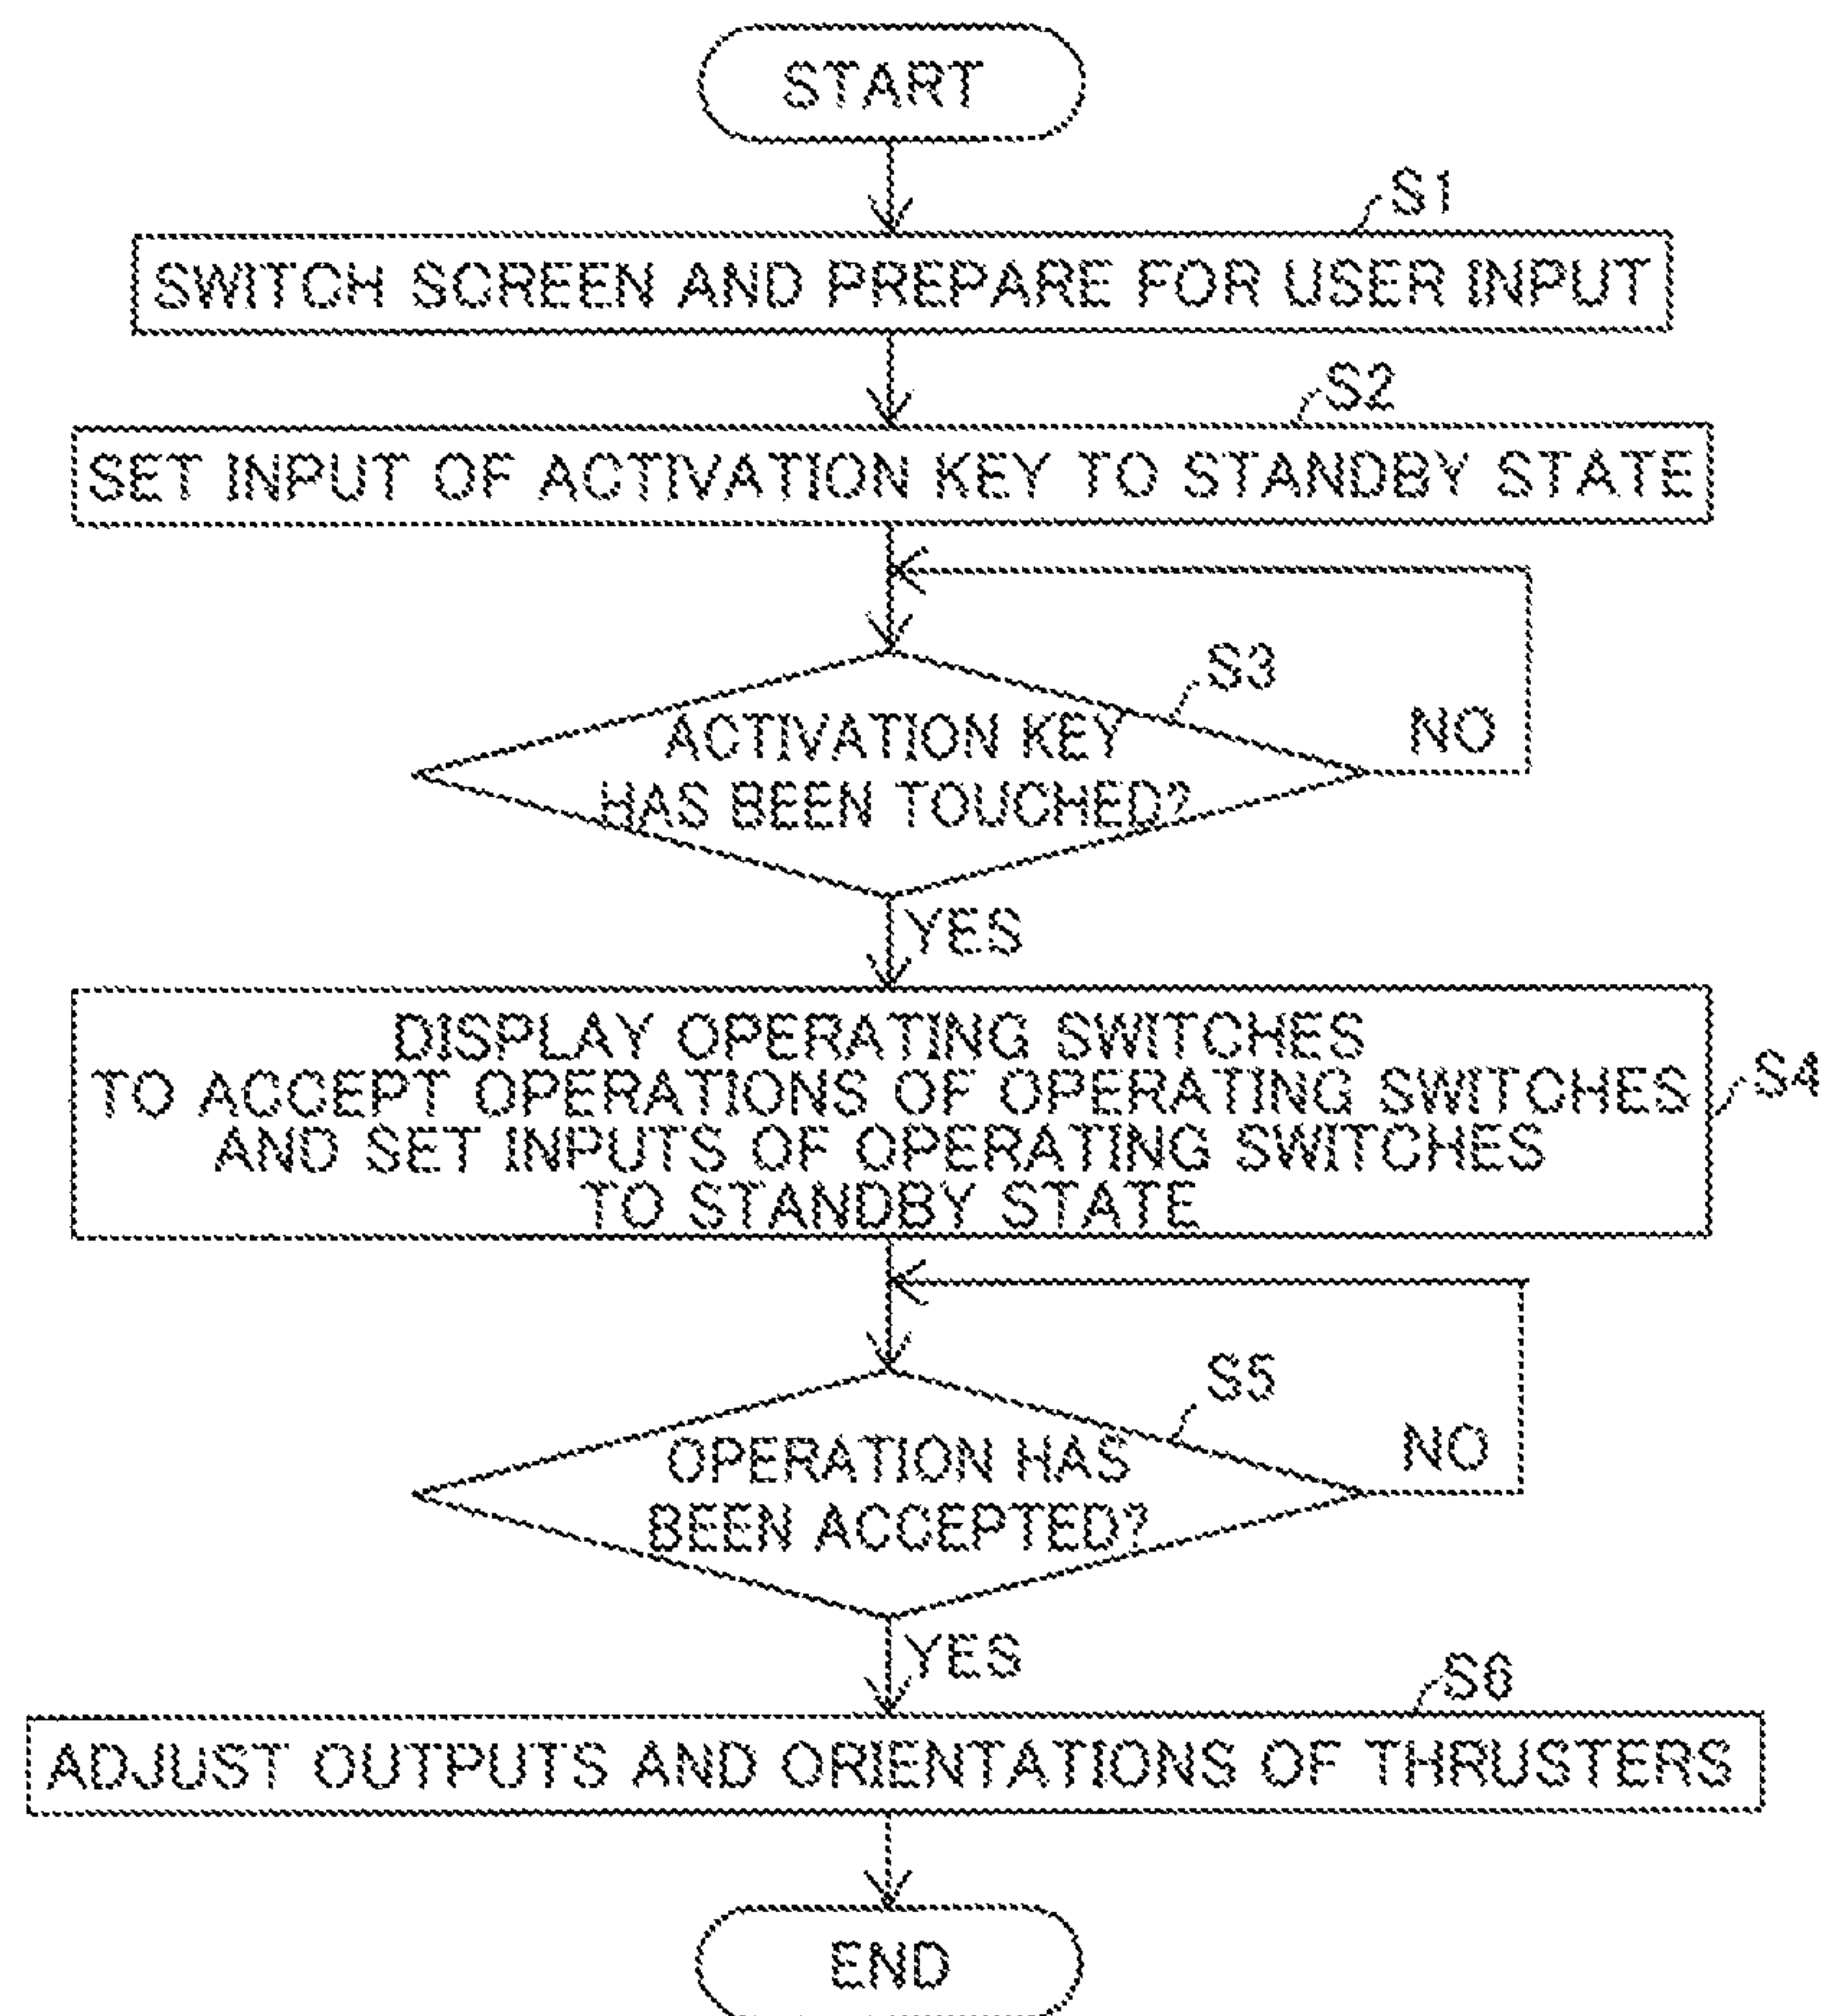 START
S1
SWITCH SCREEN AND PREPARE FOR USER INPUT
S2
SET INPUT OF ACTIVATION KEY TO STANDBY STATE
S3
ACTIVATION KEY
HAS BEEN TOUCHED?
NO
YES
DISPLAY OPERATING SWITCHES
TO ACCEPT OPERATIONS OF OPERATING SWITCHES
AND SET INPUTS OF OPERATING SWITCHES
TO STANDBY STATE
S4
S5
OPERATION HAS
BEEN ACCEPTED?
NO
YES
S6
ADJUST OUTPUTS AND ORIENTATIONS OF THRUSTERS
END